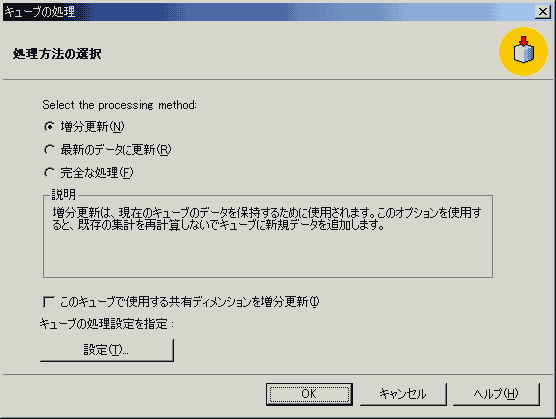 キューブの処理
処理方法の選択
Select the processing method:
増分更新(N)
最新のデータに更新(R)
完全な処理(F)
説明
増分更新は、現在のキューブのデータを保持するために使用されます。このオプションを使用す
ると、既存の集計を再計算しないでキューブに新規データを追加します。
このキューブで使用する共有ディメンションを増分更新(I)
キューブの処理設定を指定:
設定(T)...
OK
キャンセル
ヘルプ(H)